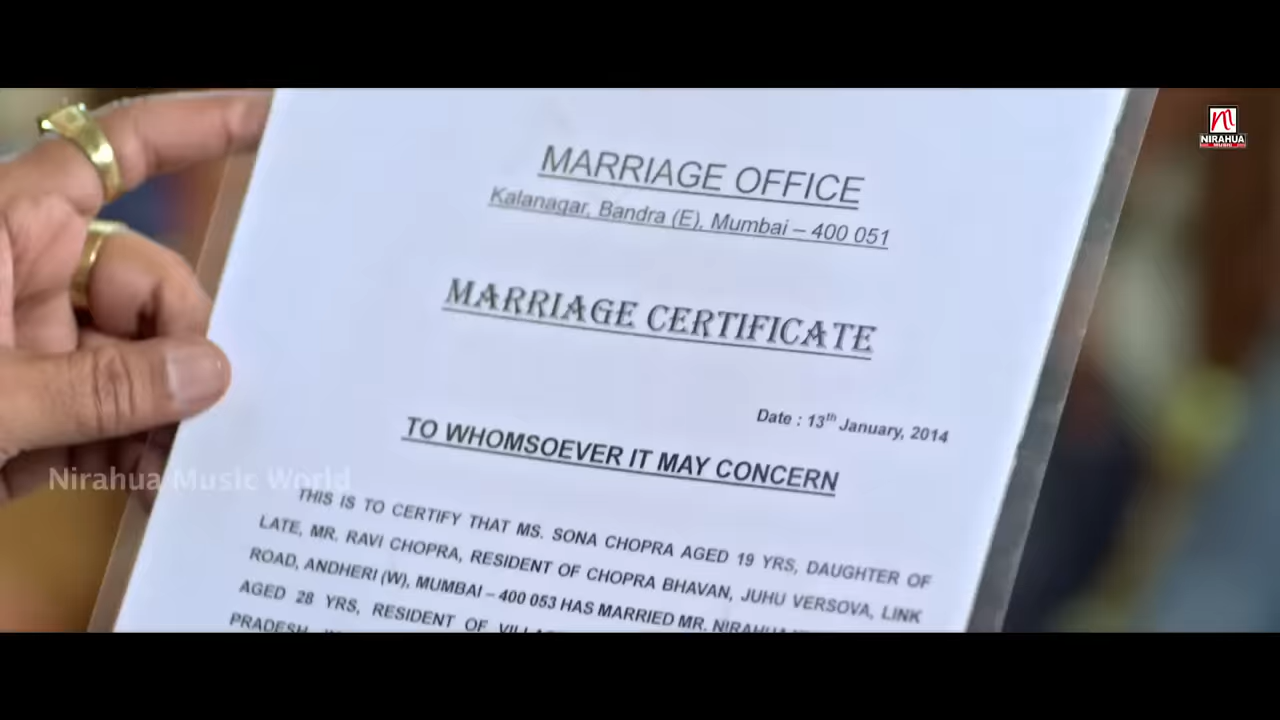 NIRAHUA
MUSIC
MARRIAGE OFFICE
Kalanagar, Bandra (E), Mumbai – 400 051
MARRIAGE CERTIFICATE
Date : 13th January, 2014
TO WHOMSOEVER IT MAY CONCERN
Nirahua Music World
THIS IS TO CERTIFY THAT MS. SONA CHOPRA AGED 19 YRS, DAUGHTER OF
LATE, MR. RAVI CHOPRA, RESIDENT OF CHOPRA BHAVAN, JUHU VERSOVA, LINK
ROAD, ANDHERI (W), MUMBAI – 400 053 HAS MARRIED MR. NIRAHUA
AGED 28 YRS, RESIDENT OF
PRADESH